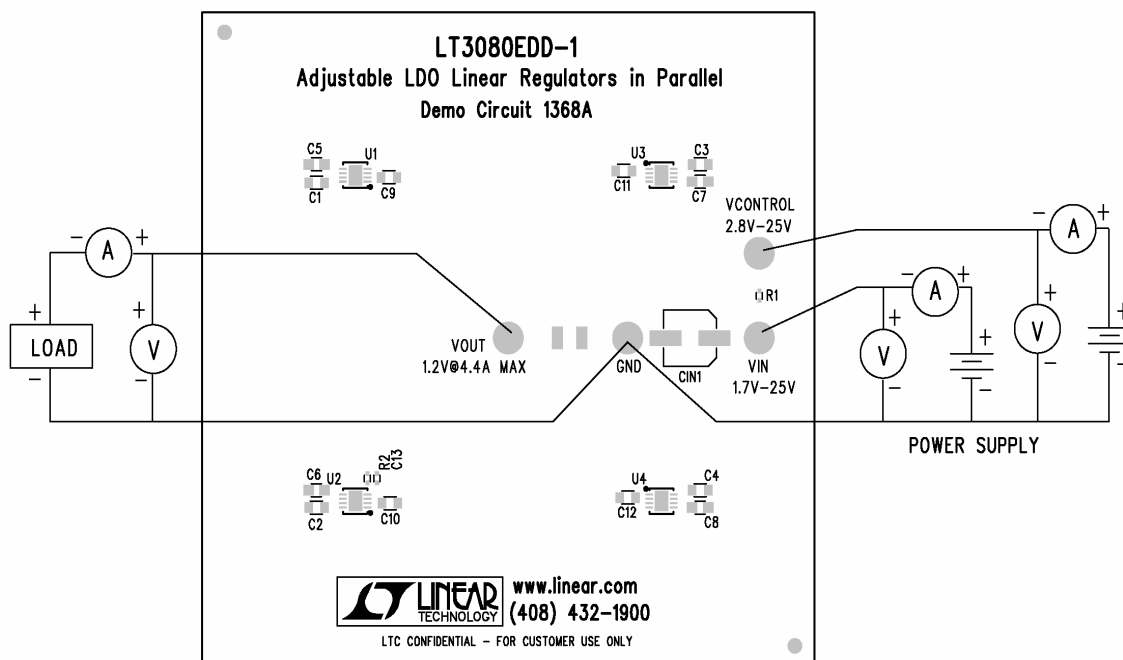 LT3080EDD-1
Adjustable LDO Linear Regulators in Parallel
Demo Circuit 1368A
C5
U1
C1
C9
U3
C3
C11
C7
VCONTROL
2.8V-25V
- A +
- A +
+
+
LOAD
-
+
V
-
VOUT
1.2V@4.4A MAX
GND
CIN1
R1
VIN
1.7V-25V
- A +
+
V
-
+
-
+
V
-
+
-
POWER SUPPLY
C6
U2
R2
C13
C2
C10
U4
C4
C12
C8
LINEAR
TECHNOLOGY
www.linear.com
(408) 432-1900
LTC CONFIDENTIAL - FOR CUSTOMER USE ONLY